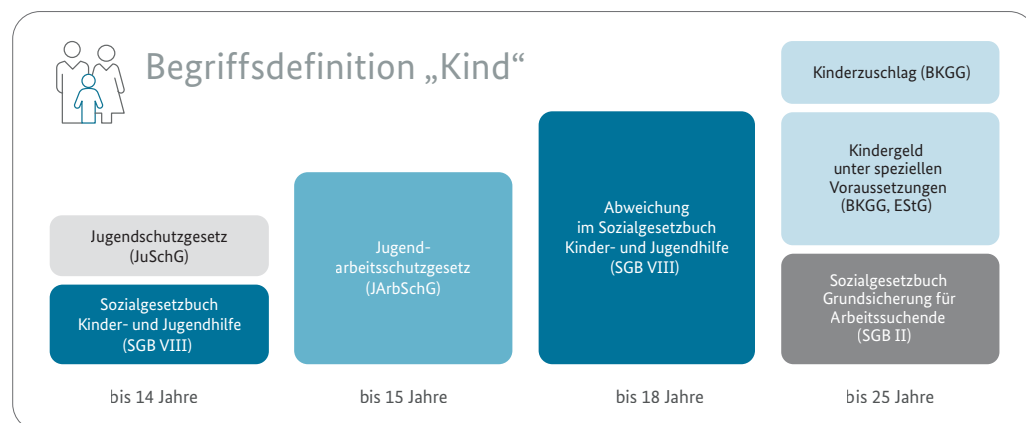 Begriffsdefinition „Kind“
Jugendschutzgesetz
(JuSchG)
Sozialgesetzbuch
Kinder- und Jugendhilfe
(SGB VIII)
bis 14 Jahre
Jugend-
arbeitsschutzgesetz
(JArbSchG)
bis 15 Jahre
Abweichung
im Sozialgesetzbuch
Kinder- und Jugendhilfe
(SGB VIII)
bis 18 Jahre
Kinderzuschlag (BKGG)
Kindergeld
unter speziellen
Voraussetzungen
(BKGG, EStG)
Sozialgesetzbuch
Grundsicherung für
Arbeitssuchende
(SGB II)
bis 25 Jahre